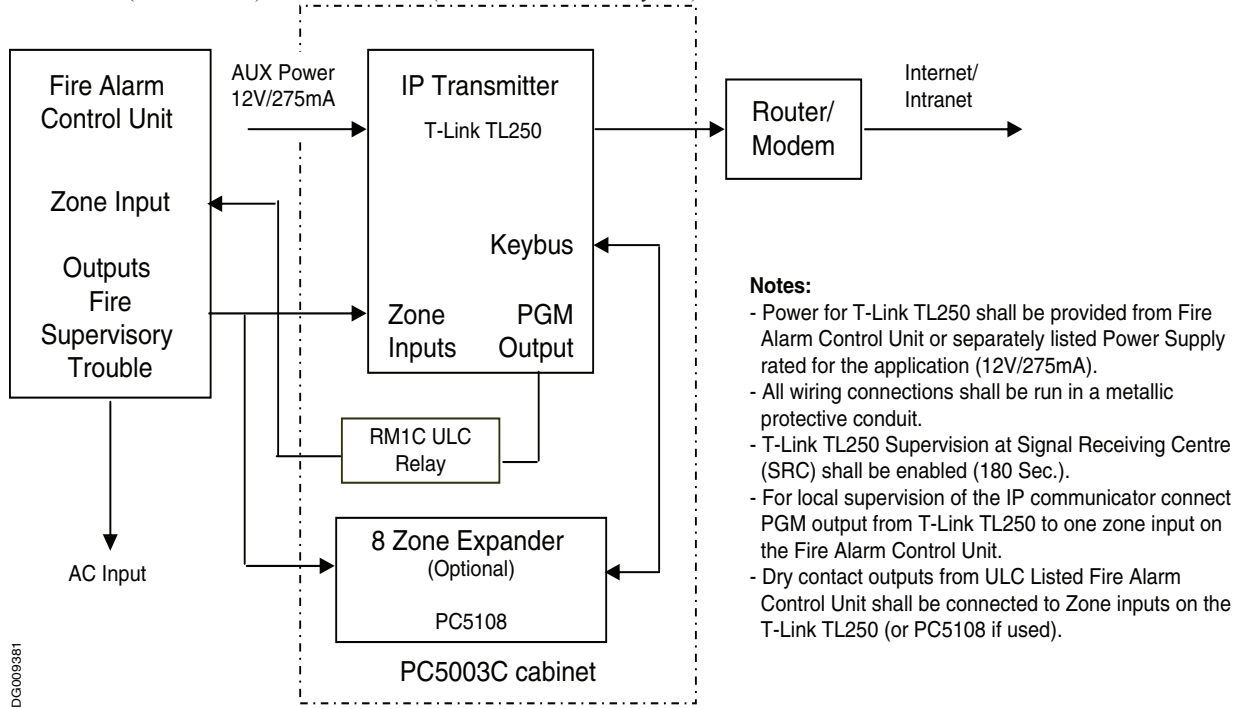 Fire Alarm
Control Unit
Zone Input
Outputs
Fire
Supervisory
Trouble
AC Input
AUX Power
12V/275mA
IP Transmitter
T-Link TL250
Keybus
Zone
Inputs
PGM
Output
RM1C ULC
Relay
8 Zone Expander
(Optional)
PC5108
PC5003C cabinet
Router/
Modem
Internet/
Intranet
Notes:
- Power for T-Link TL250 shall be provided from Fire
Alarm Control Unit or separately listed Power Supply
rated for the application (12V/275mA).
- All wiring connections shall be run in a metallic
protective conduit.
- T-Link TL250 Supervision at Signal Receiving Centre
(SRC) shall be enabled (180 Sec.).
- For local supervision of the IP communicator connect
PGM output from T-Link TL250 to one zone input on
the Fire Alarm Control Unit.
- Dry contact outputs from ULC Listed Fire Alarm
Control Unit shall be connected to Zone inputs on the
T-Link TL250 (or PC5108 if used).
DG009381